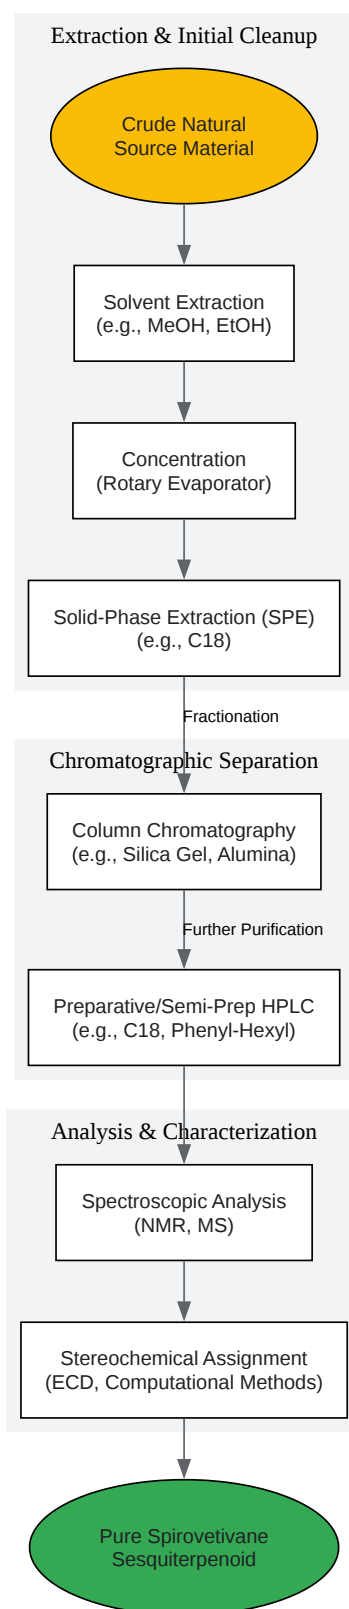 Extraction & Initial Cleanup
Crude Natural
Source Material
Solvent Extraction
(e.g., MeOH, EtOH)
Concentration
(Rotary Evaporator)
Solid-Phase Extraction (SPE)
(e.g., C18)
Fractionation
Chromatographic Separation
Column Chromatography
(e.g., Silica Gel, Alumina)
Further Purification
Preparative/Semi-Prep HPLC
(e.g., C18, Phenyl-Hexyl)
Analysis & Characterization
Spectroscopic Analysis
(NMR, MS)
Stereochemical Assignment
(ECD, Computational Methods)
Pure Spirovetivane
Sesquiterpenoid